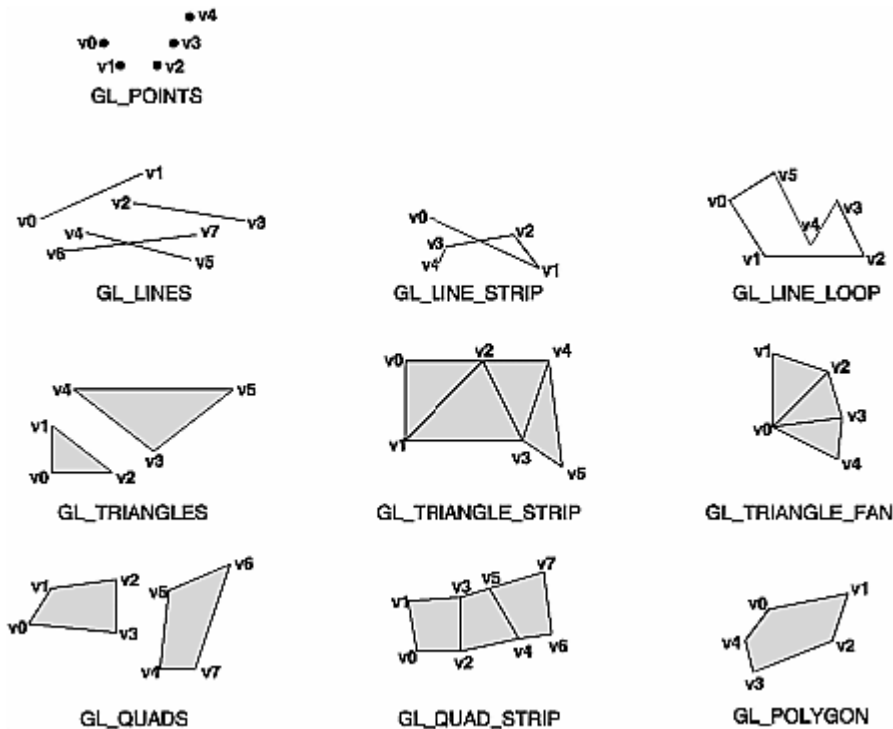 v4
v0 v3
v1 v2
GL_POINTS
v1
v2
v0 v3
v4 v7
v6 v5
GL_LINES
v0
v2
v3
v4 v1
GL_LINE_STRIP
v5
v0 v3
v4
v1 v2
GL_LINE_LOOP
v4 v5
v1
v3
v0 v2
GL_TRIANGLES
v0 v2 v4
v1 v3
v5
GL_TRIANGLE_STRIP
v1
v2
v3
v0
v4
GL_TRIANGLE_FAN
v1 v2
v0 v3
v6
v5
v4 v7
GL_QUADS
v7
v3 v5
v1
v0 v2 v4 v6
GL_QUAD_STRIP
v1
v0
v4 v2
v3
GL_POLYGON